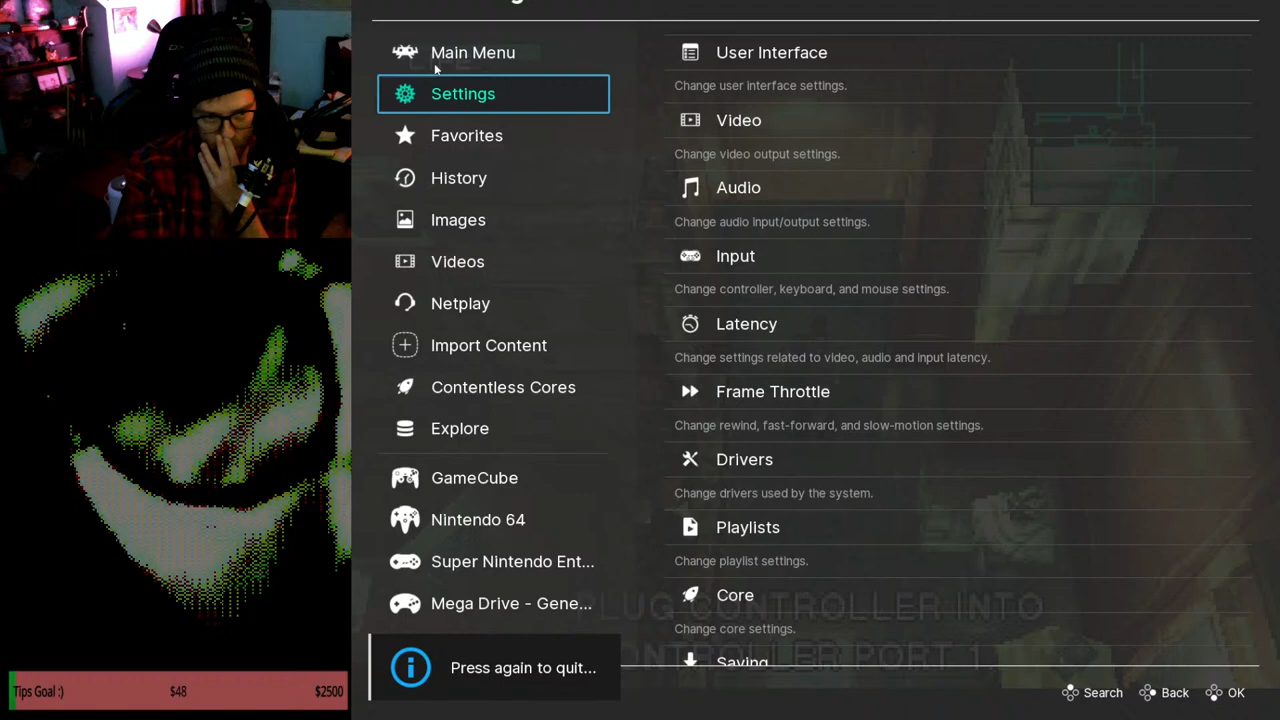 Main Menu
Settings
Favorites
History
Images
Videos
Netplay
Import Content
Contentless Cores
Explore
GameCube
Nintendo 64
Super Nintendo Ent...
Mega Drive - Gene...
User Interface
Change user interface settings.
Video
Change video output settings.
Audio
Change audio input/output settings.
Input
Change controller, keyboard, and mouse settings.
Latency
Change settings related to video, audio and input latency.
Frame Throttle
Change rewind, fast-forward, and slow-motion settings.
Drivers
Change drivers used by the system.
Playlists
Change playlist settings.
Core
Change core settings.
Saving
PLUG CONTROLLER INTO
CONTROLLER PORT 1.
Press again to quit...
Search Back OK
Tips Goal :) $48 $2500